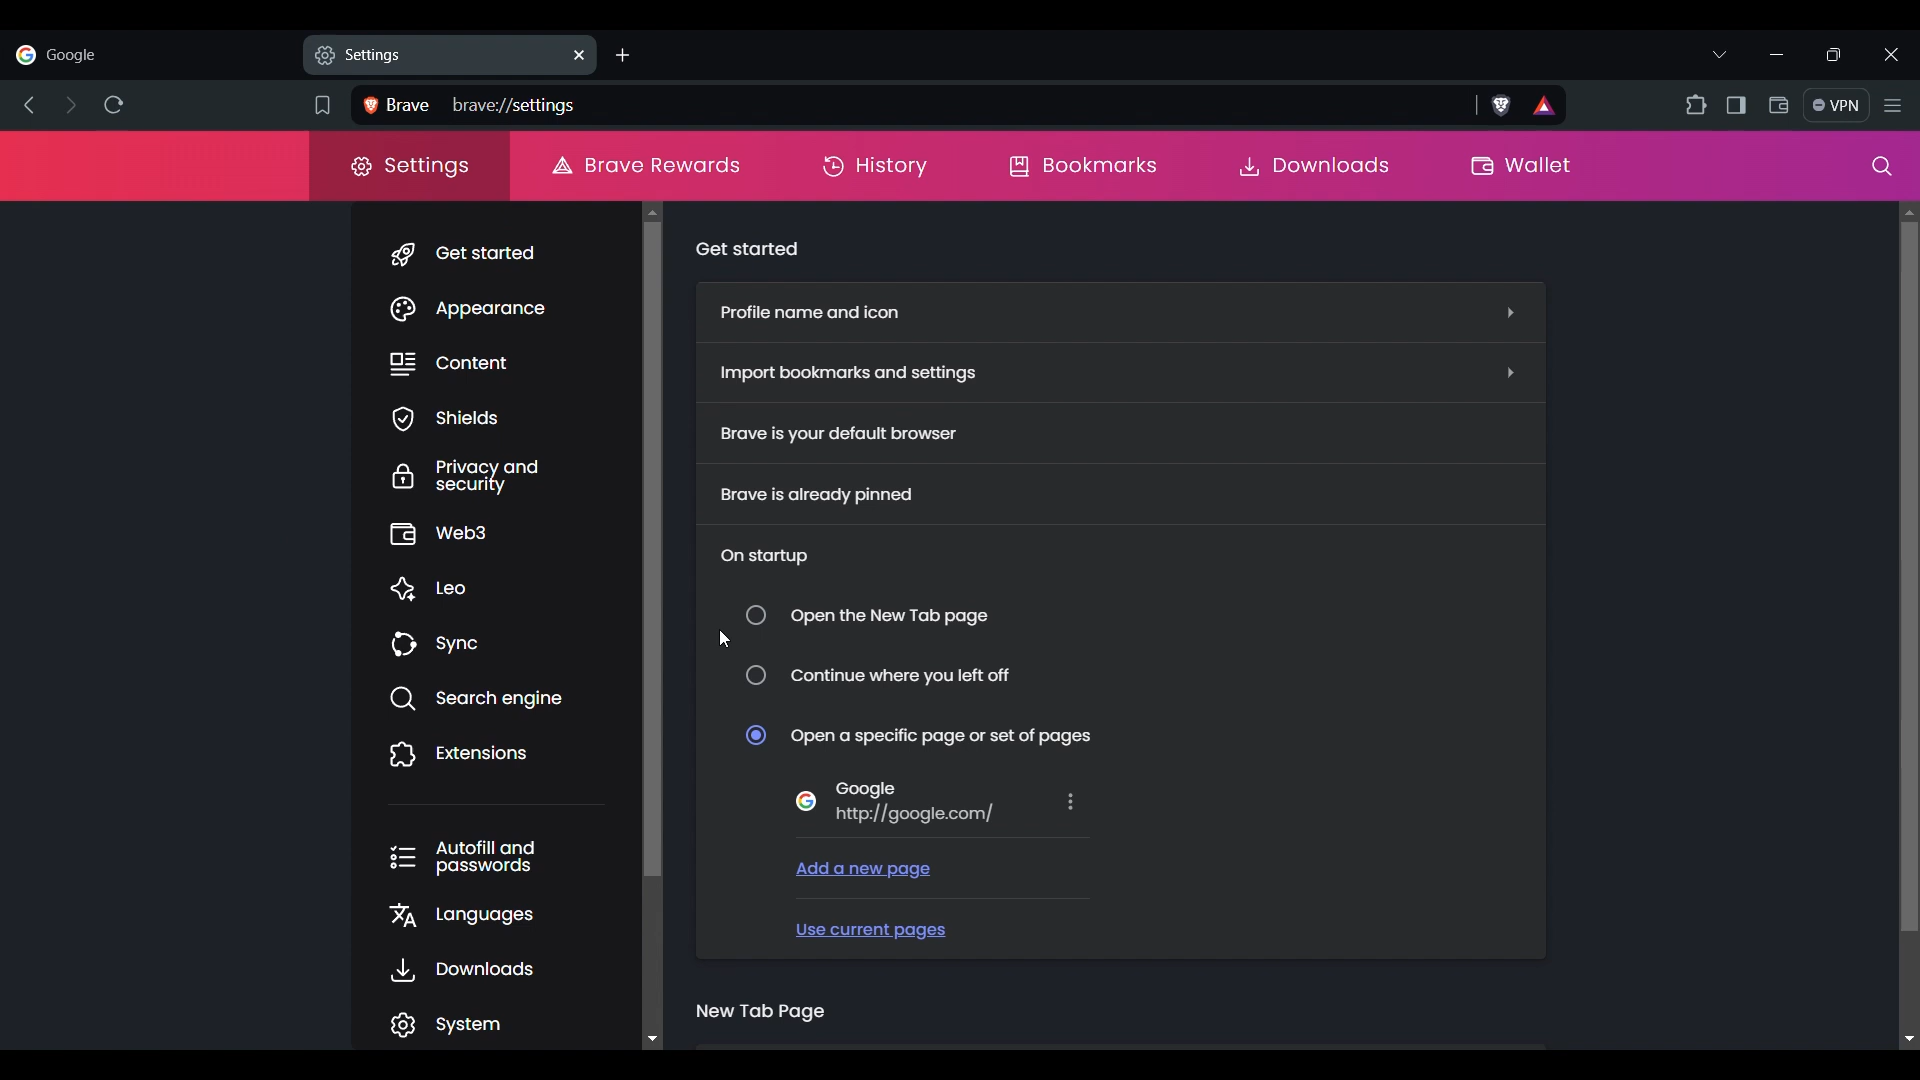 Google
Settings
Brave brave://settings
VPN
Settings
Brave Rewards
History
Bookmarks
Downloads
Wallet
Get started
Appearance
Content
Shields
Privacy and
security
Web3
Leo
Sync
Search engine
Extensions
Autofill and
passwords
Languages
Downloads
System
Get started
Profile name and icon
Import bookmarks and settings
Brave is your default browser
Brave is already pinned
On startup
Open the New Tab page
Continue where you left off
Open a specific page or set of pages
Google
http://google.com/
Add a new page
Use current pages
New Tab Page